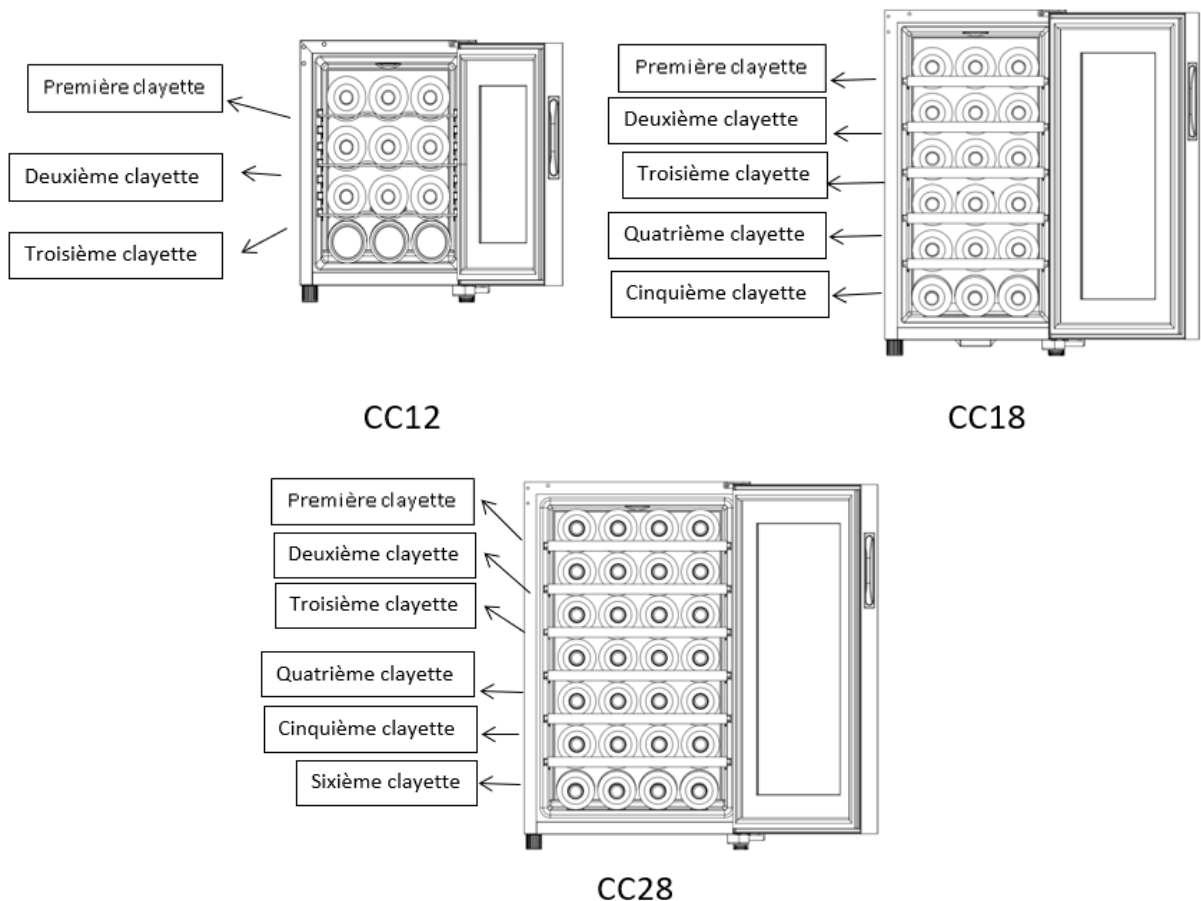 Première clayette
Deuxième clayette
Troisième clayette
CC12
Première clayette
Deuxième clayette
Troisième clayette
Quatrième clayette
Cinquième clayette
CC18
Première clayette
Deuxième clayette
Troisième clayette
Quatrième clayette
Cinquième clayette
Sixième clayette
CC28